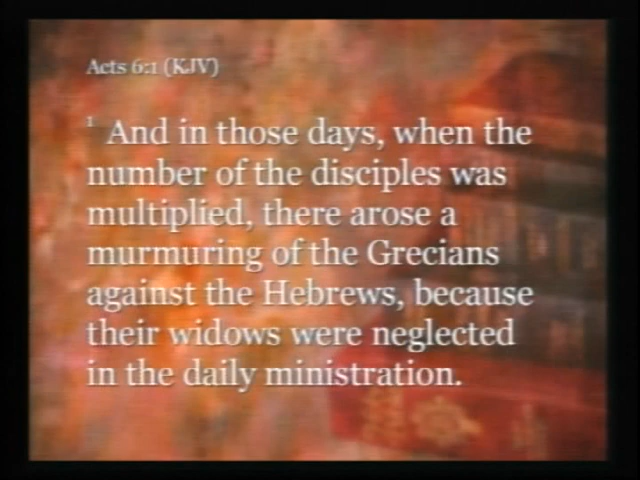 Acts 6:1 (KJV)
1 And in those days, when the
number of the disciples was
multiplied, there arose a
murmuring of the Grecians
against the Hebrews, because
their widows were neglected
in the daily ministration.